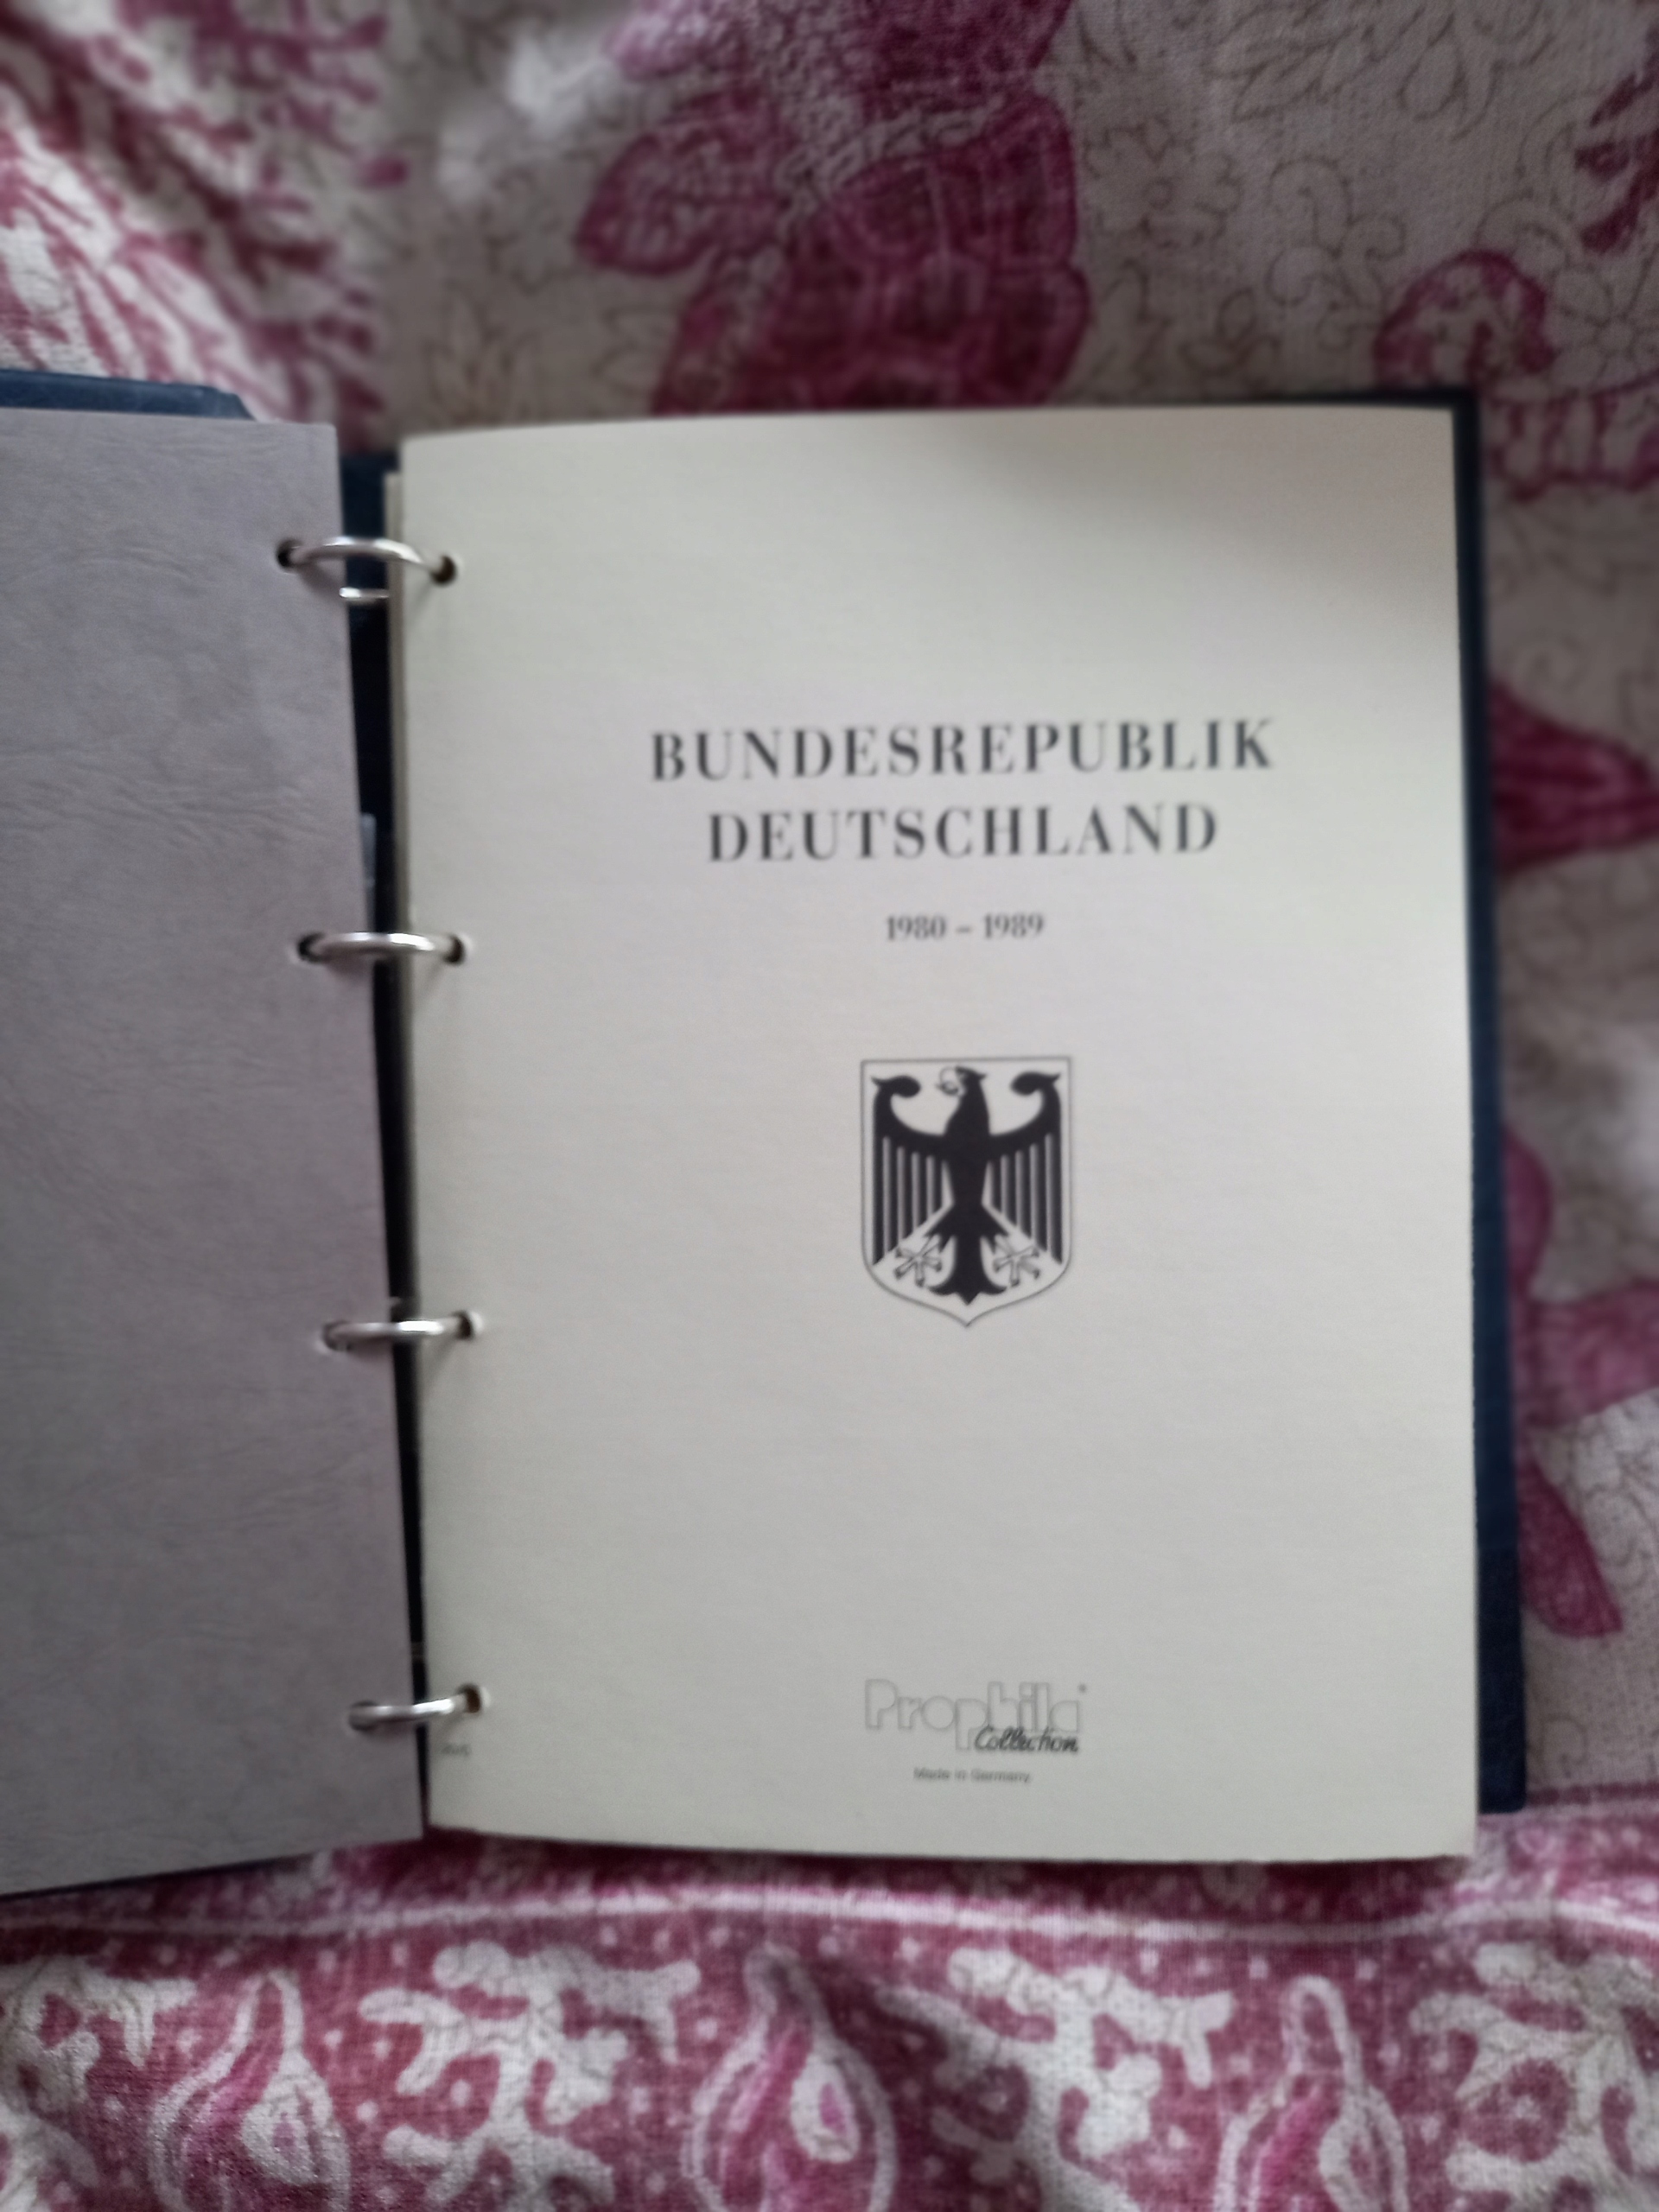 BUNDESREPUBLIK
DEUTSCHLAND
1980 – 1989
Prophila
Collection
Made in Germany